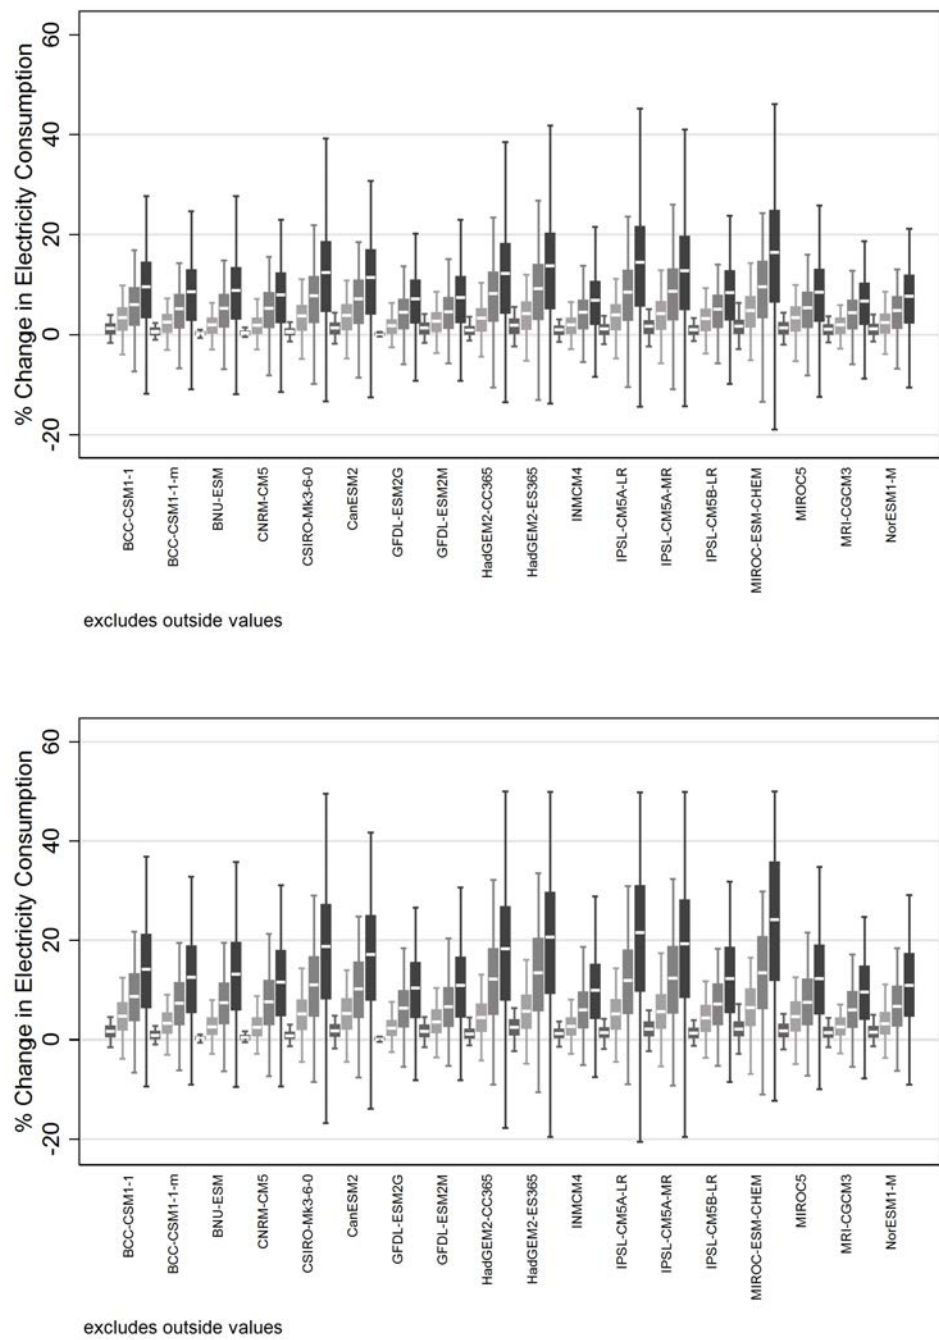 % Change in Electricity Consumption
60
40
20
0
-20
BCC-CSM1-1
BCC-CSM1-1-m
BNU-ESM
CNRM-CM5
CSIRO-Mk3-6-0
CanESM2
GFDL-ESM2G
GFDL-ESM2M
HadGEM2-CC365
HadGEM2-ES365
INMCM4
IPSL-CM5A-LR
IPSL-CM5A-MR
IPSL-CM5B-LR
MIROC-ESM-CHEM
MIROC5
MRI-CGCM3
NorESM1-M
excludes outside values
% Change in Electricity Consumption
60
40
20
0
-20
BCC-CSM1-1
BCC-CSM1-1-m
BNU-ESM
CNRM-CM5
CSIRO-Mk3-6-0
CanESM2
GFDL-ESM2G
GFDL-ESM2M
HadGEM2-CC365
HadGEM2-ES365
INMCM4
IPSL-CM5A-LR
IPSL-CM5A-MR
IPSL-CM5B-LR
MIROC-ESM-CHEM
MIROC5
MRI-CGCM3
NorESM1-M
excludes outside values